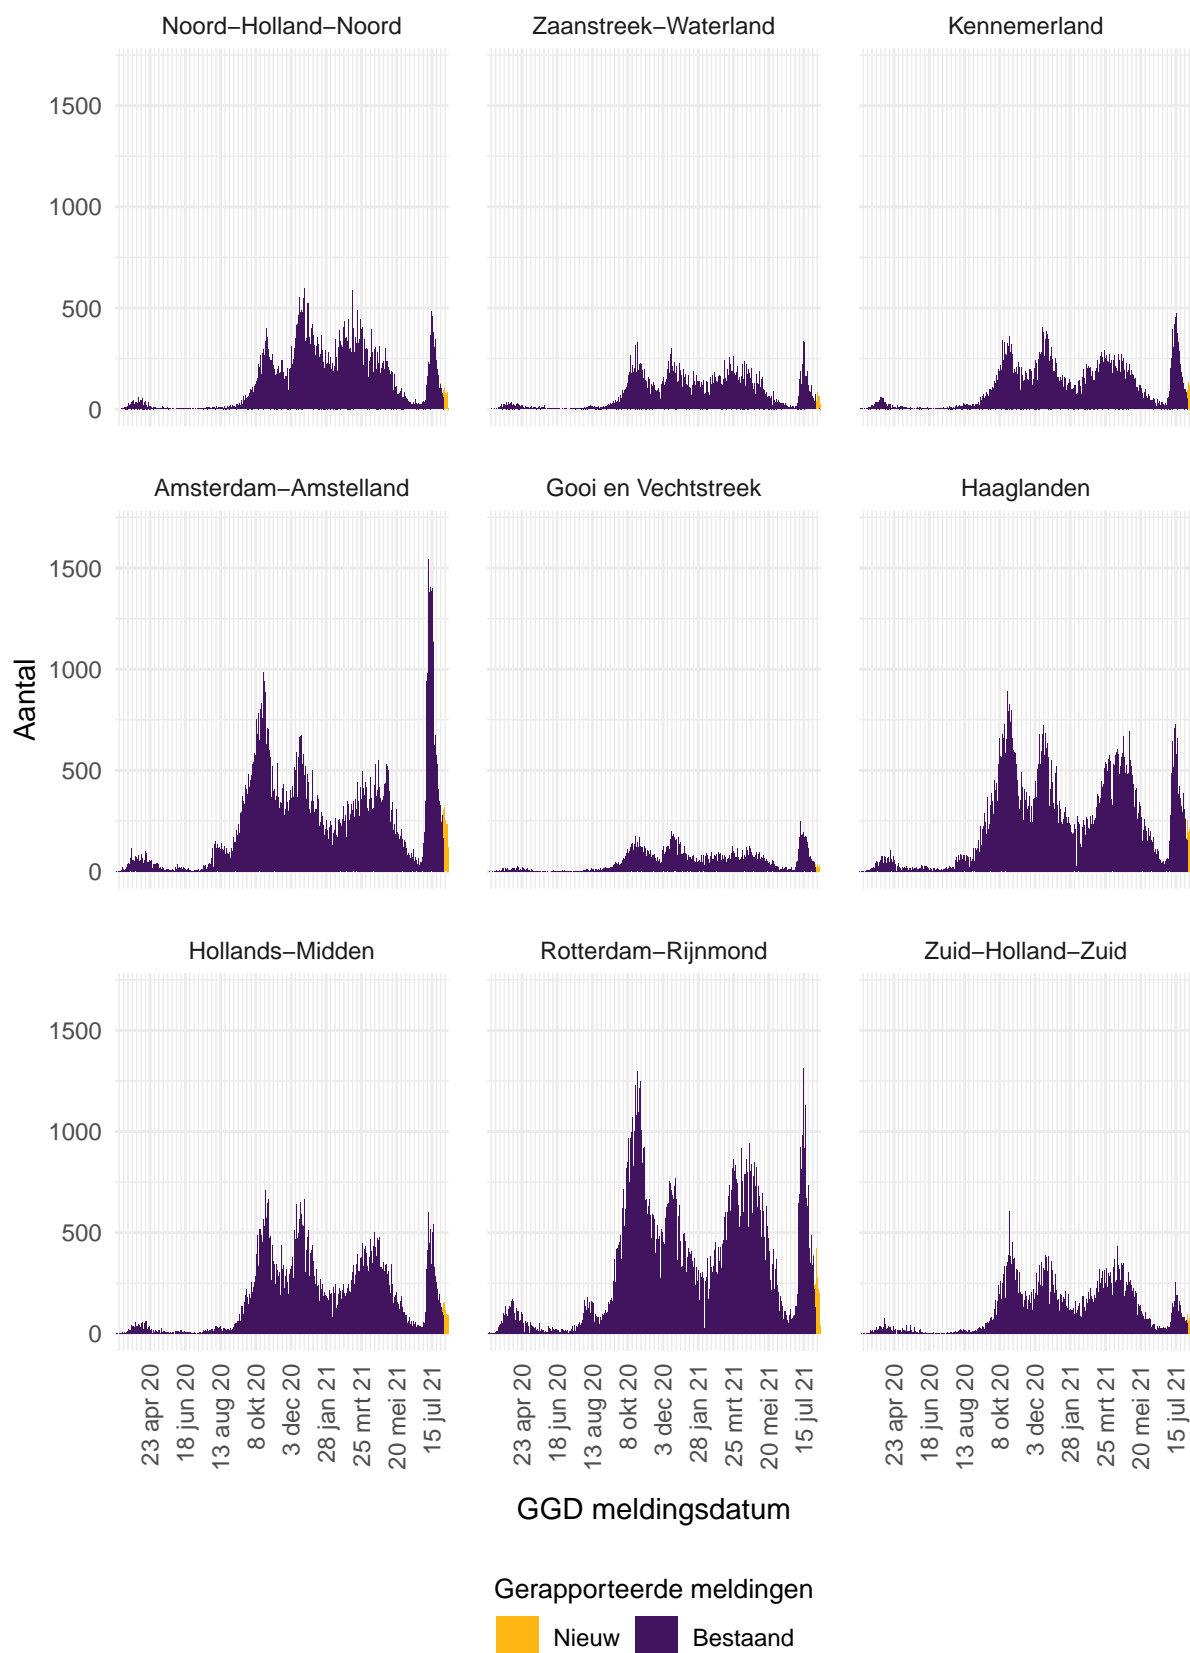 Noord–Holland–Noord Zaanstreek–Waterland Kennemerland
1500
1000
500
0
Amsterdam–Amstelland Gooi en Vechtstreek Haaglanden
1500
1000
500
0
Aantal
Hollands–Midden Rotterdam–Rijnmond Zuid–Holland–Zuid
1500
1000
500
0
23 apr 20 18 jun 20 13 aug 20 8 okt 20 3 dec 20 28 jan 21 25 mrt 21 20 mei 21 15 jul 21 23 apr 20 18 jun 20 13 aug 20 8 okt 20 3 dec 20 28 jan 21 25 mrt 21 20 mei 21 15 jul 21 23 apr 20 18 jun 20 13 aug 20 8 okt 20 3 dec 20 28 jan 21 25 mrt 21 20 mei 21 15 jul 21
GGD meldingsdatum
Gerapporteerde meldingen
Nieuw Bestaand